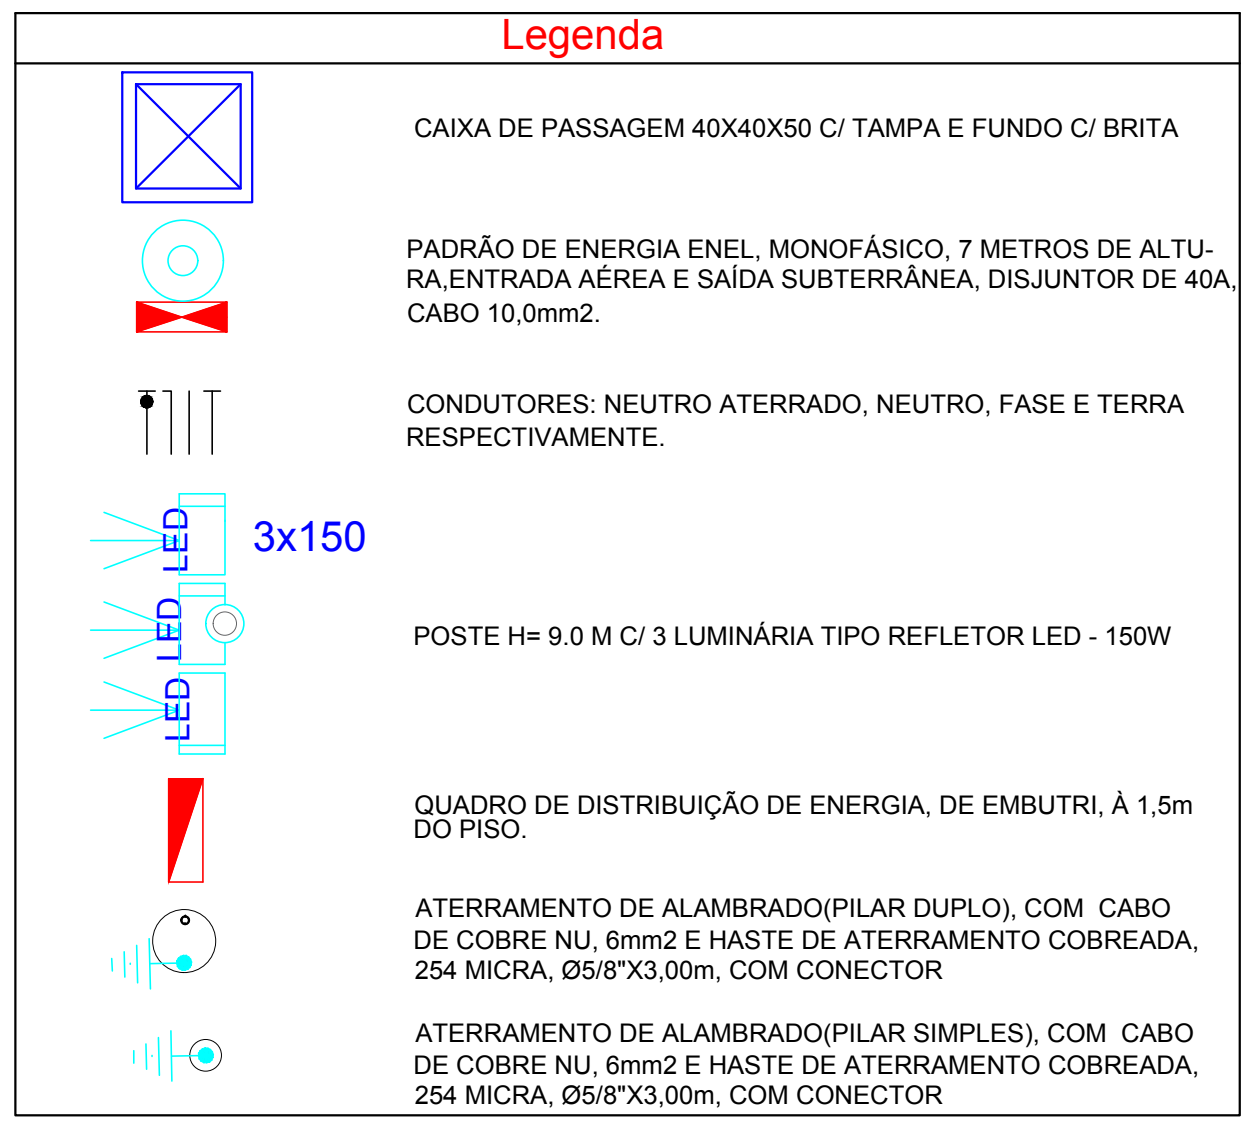 Legenda
CAIXA DE PASSAGEM 40X40X50 C/ TAMPA E FUNDO C/ BRITA
PADRÃO DE ENERGIA ENEL, MONOFÁSICO, 7 METROS DE ALTU-
RA,ENTRADA AÉREA E SAÍDA SUBTERRÂNEA, DISJUNTOR DE 40A,
CABO 10,0mm2.
CONDUTORES: NEUTRO ATERRADO, NEUTRO, FASE E TERRA
RESPECTIVAMENTE.
LED
3x150
LED
POSTE H= 9.0 M C/ 3 LUMINÁRIA TIPO REFLETOR LED - 150W
LED
QUADRO DE DISTRIBUIÇÃO DE ENERGIA, DE EMBUTRI, À 1,5m
DO PISO.
ATERRAMENTO DE ALAMBRADO(PILAR DUPLO), COM  CABO
DE COBRE NU, 6mm2 E HASTE DE ATERRAMENTO COBREADA,
254 MICRA, Ø5/8"X3,00m, COM CONECTOR
ATERRAMENTO DE ALAMBRADO(PILAR SIMPLES), COM  CABO
DE COBRE NU, 6mm2 E HASTE DE ATERRAMENTO COBREADA,
254 MICRA, Ø5/8"X3,00m, COM CONECTOR